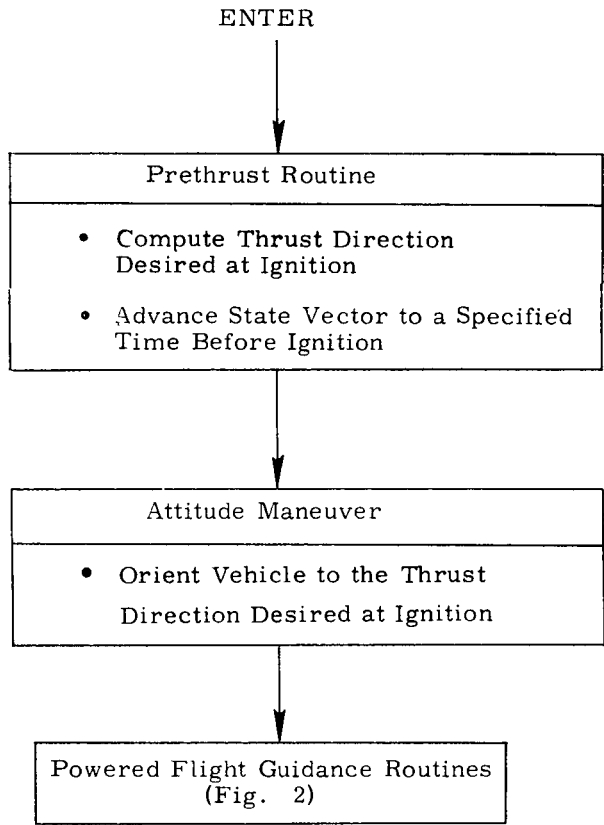 ENTER
Prethrust Routine
• Compute Thrust Direction
Desired at Ignition
• Advance State Vector to a Specified
Time Before Ignition
Attitude Maneuver
• Orient Vehicle to the Thrust
Direction Desired at Ignition
Powered Flight Guidance Routines
(Fig. 2)